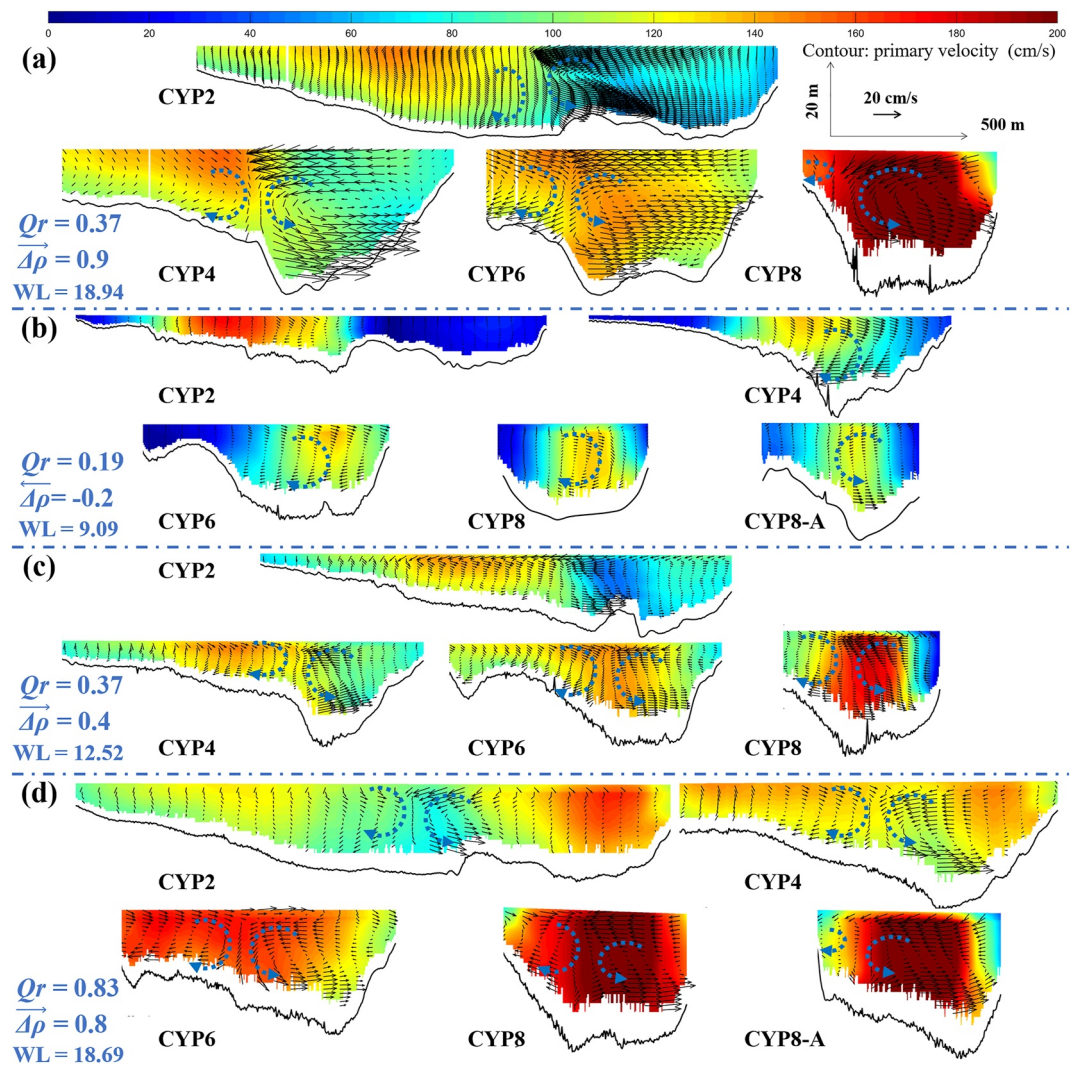 0 20 40 60 80 100 120 140 160 180 200
(a)
Contour: primary velocity (cm/s)
CYP2
20 m
20 cm/s
500 m
Qr = 0.37
Δρ = 0.9
WL = 18.94
CYP4
CYP6
CYP8
(b)
CYP2
CYP4
Qr = 0.19
Δρ = -0.2
WL = 9.09
CYP6
CYP8
CYP8-A
(c)
CYP2
Qr = 0.37
Δρ = 0.4
WL = 12.52
CYP4
CYP6
CYP8
(d)
CYP2
CYP4
Qr = 0.83
Δρ = 0.8
WL = 18.69
CYP6
CYP8
CYP8-A